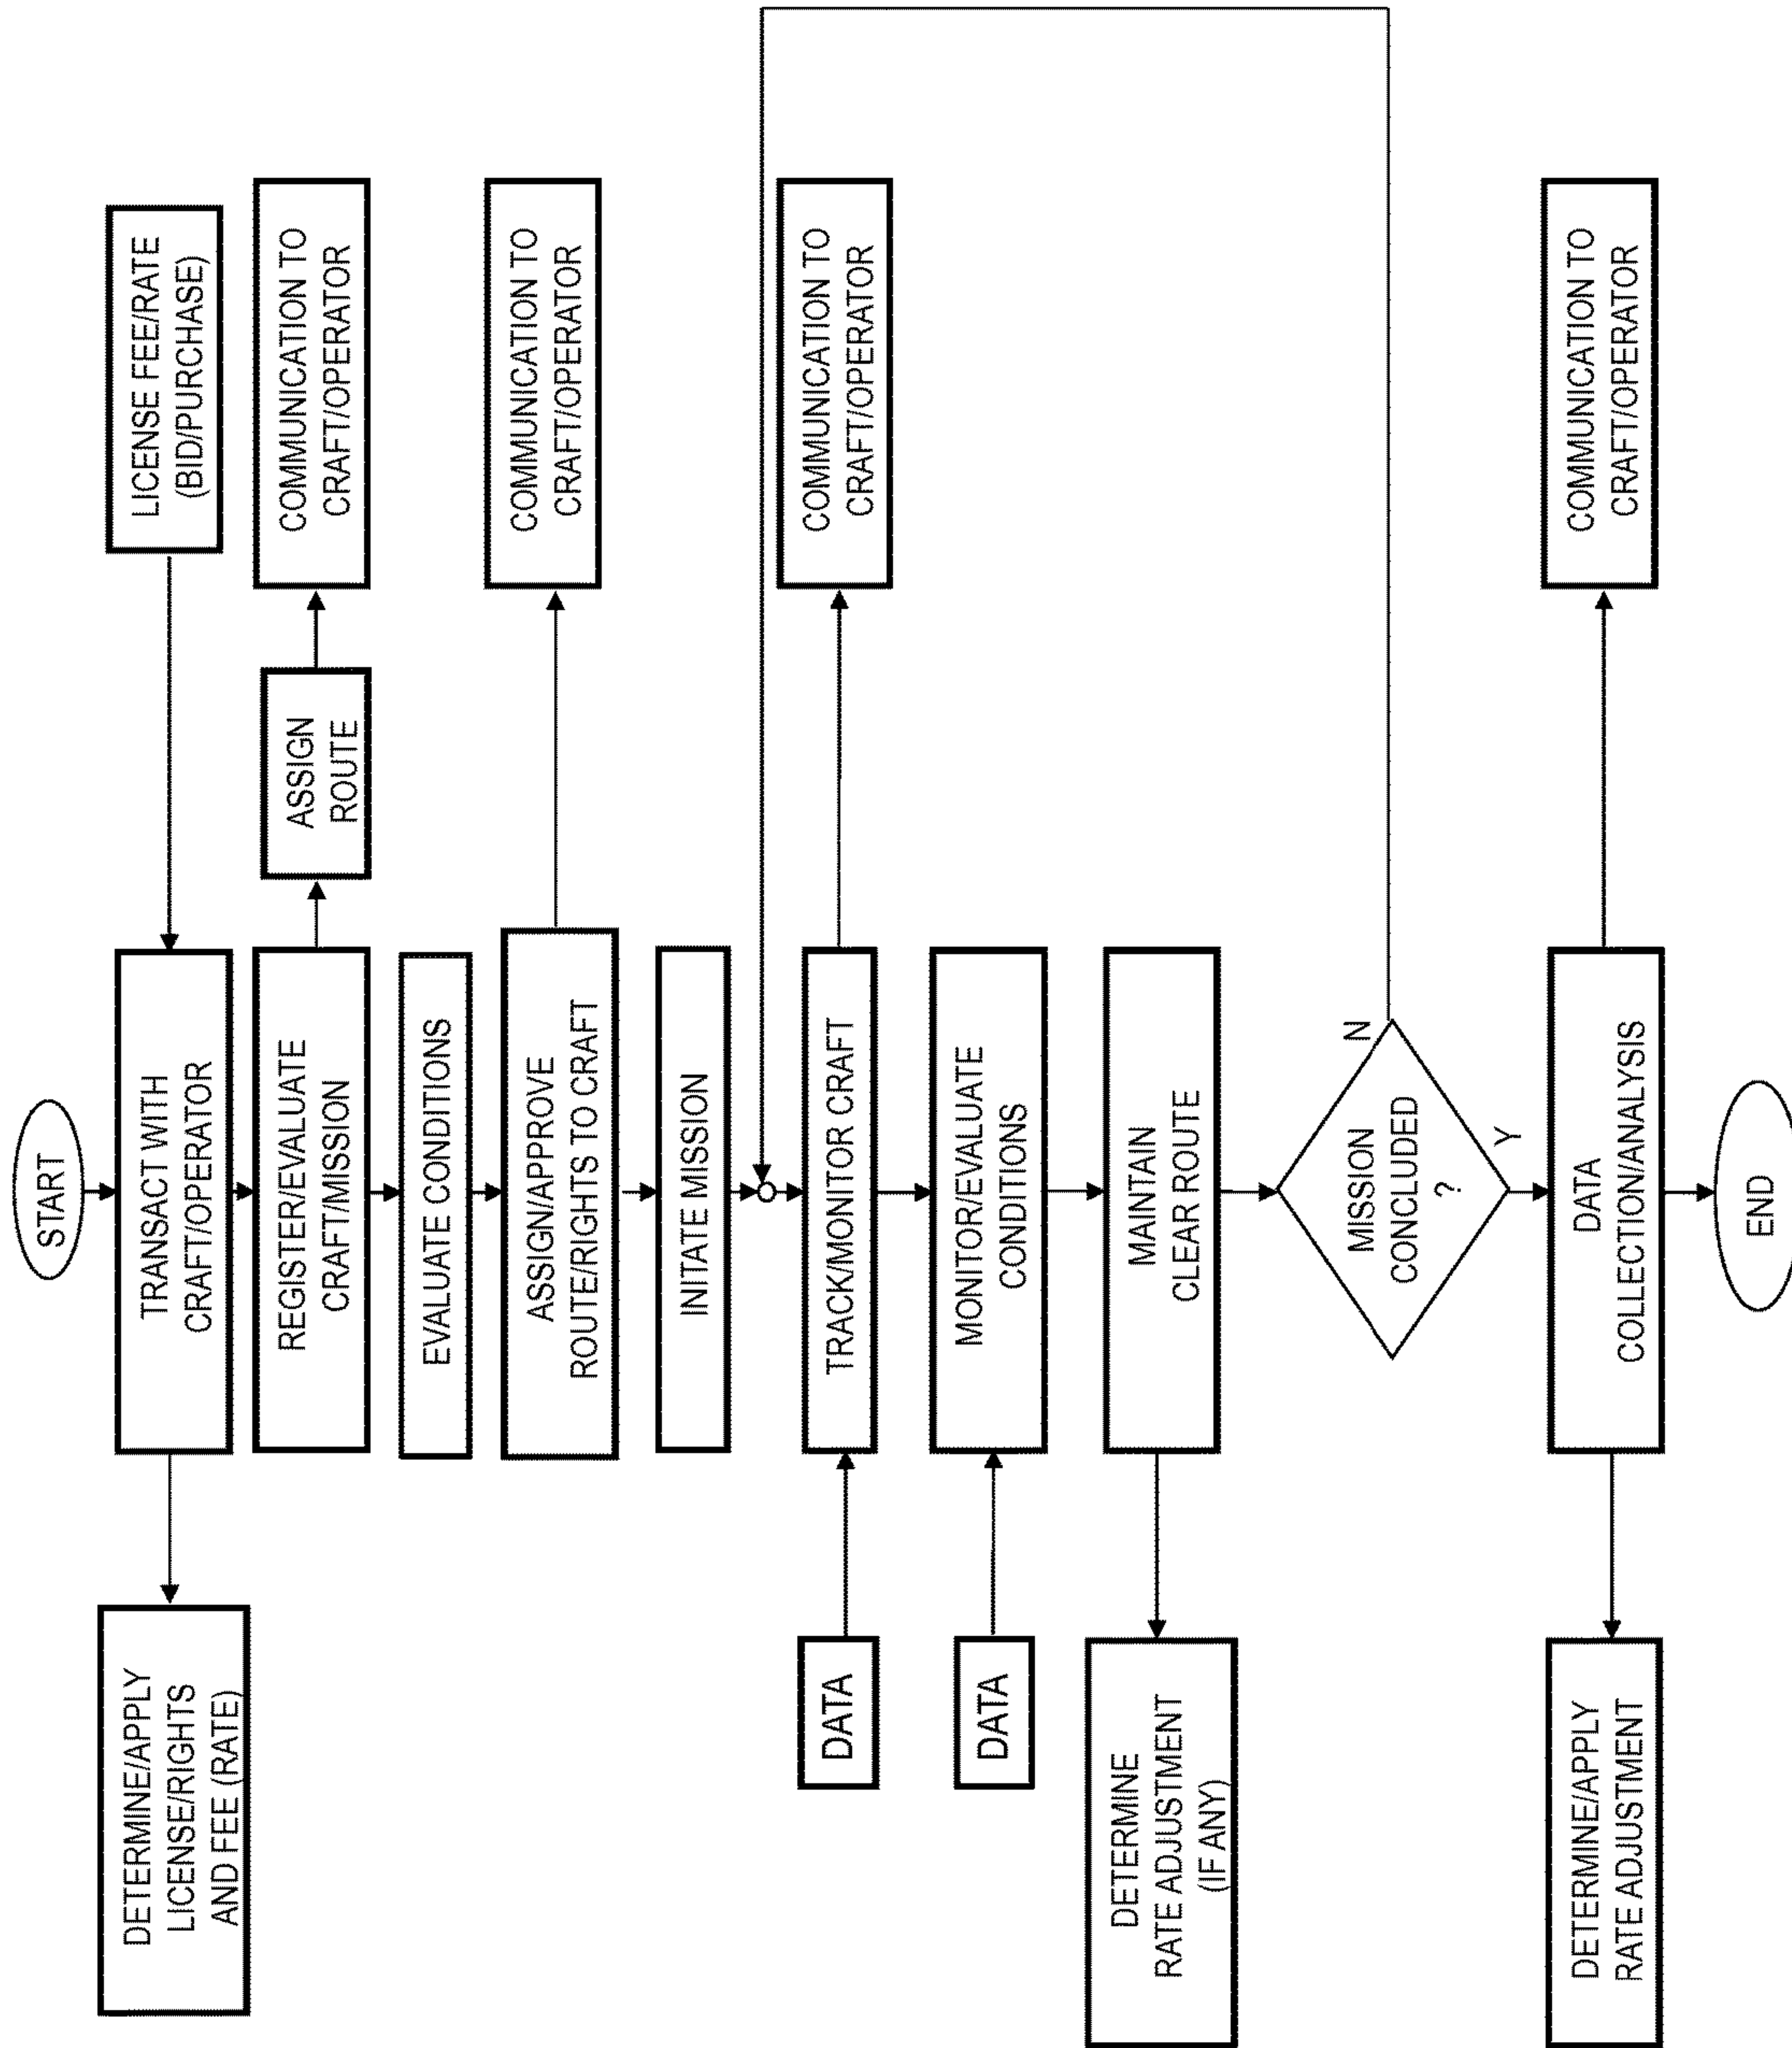 START
DETERMINE/APPLY
LICENSE/RIGHTS
AND FEE (RATE)
TRANSACT WITH
CRAFT/OPERATOR
LICENSE FEE/RATE
(BID/PURCHASE)
REGISTER/EVALUATE
CRAFT/MISSION
ASSIGN
ROUTE
COMMUNICATION TO
CRAFT/OPERATOR
EVALUATE CONDITIONS
ASSIGN/APPROVE
ROUTE/RIGHTS TO CRAFT
COMMUNICATION TO
CRAFT/OPERATOR
INITATE MISSION
DATA
TRACK/MONITOR CRAFT
COMMUNICATION TO
CRAFT/OPERATOR
DATA
MONITOR/EVALUATE
CONDITIONS
DETERMINE
RATE ADJUSTMENT
(IF ANY)
MAINTAIN
CLEAR ROUTE
MISSION
CONCLUDED
?
N
Y
DETERMINE/APPLY
RATE ADJUSTMENT
DATA
COLLECTION/ANALYSIS
COMMUNICATION TO
CRAFT/OPERATOR
END